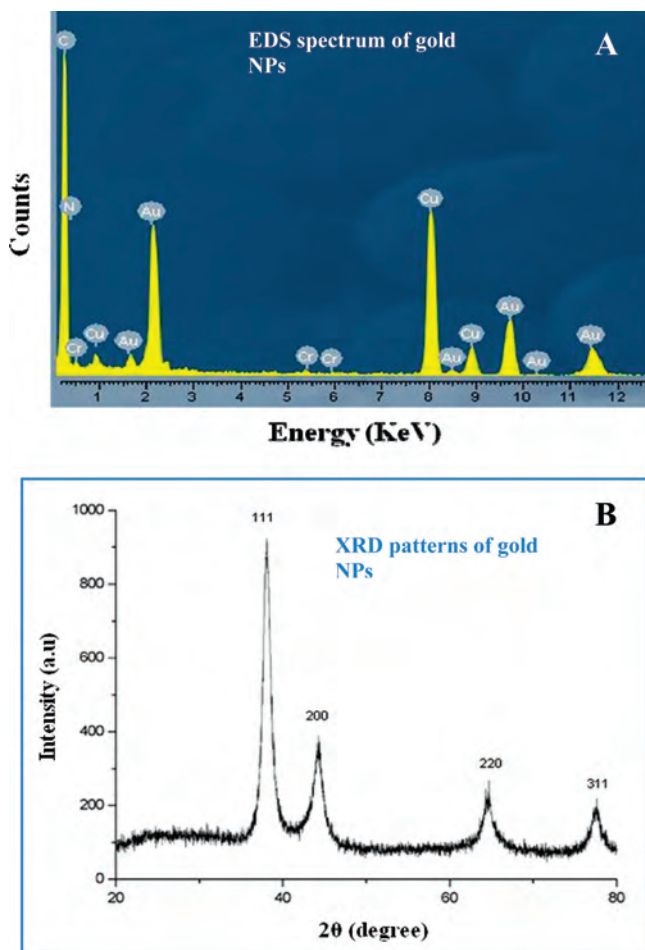 EDS spectrum of gold
NPs
A
C
N
Cr
Cu
Au
Au
Cr
Cr
Cu
Au
Cu
Au
Au
Au
Counts
1 2 3 4 5 6 7 8 9 10 11 12
Energy (KeV)
B
XRD patterns of gold
NPs
111
200
220
311
1000
800
600
400
200
0
Intensity (a.u)
20 40 60 80
2θ (degree)